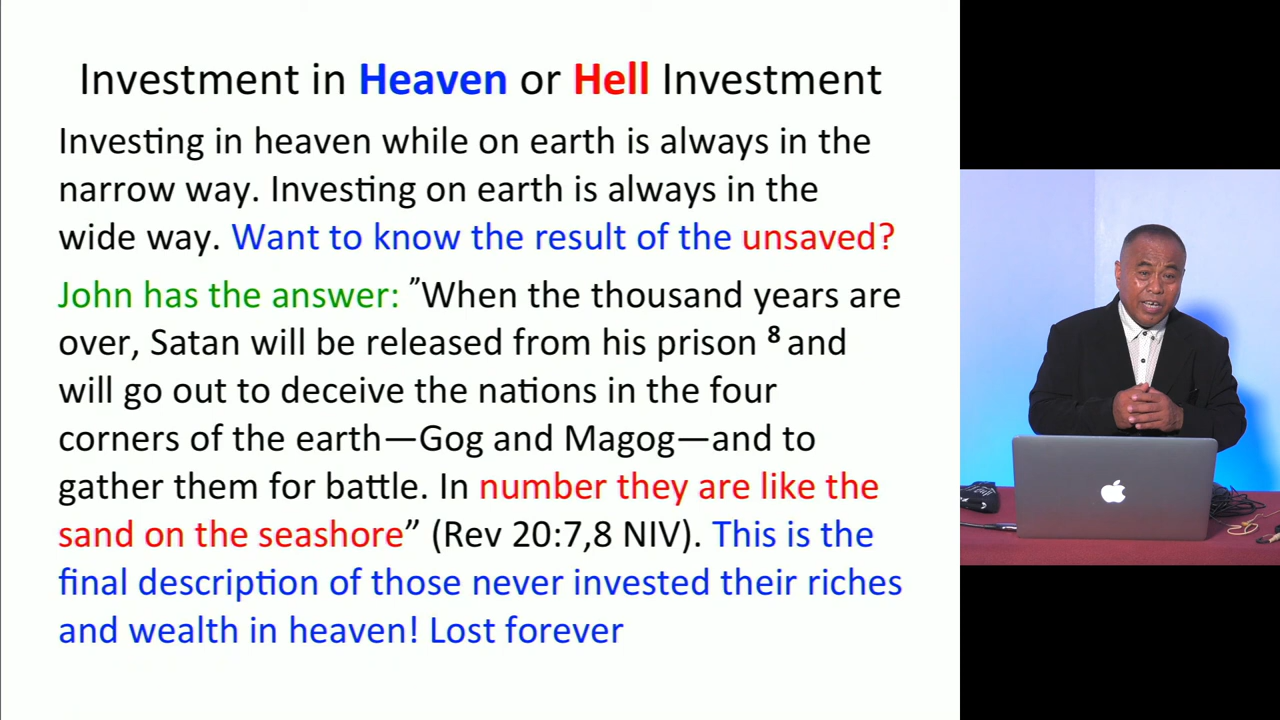 Investment in Heaven or Hell Investment
Investing in heaven while on earth is always in the
narrow way. Investing on earth is always in the
wide way. Want to know the result of the unsaved?
John has the answer: ”When the thousand years are
over, Satan will be released from his prison ⁸ and
will go out to deceive the nations in the four
corners of the earth—Gog and Magog—and to
gather them for battle. In number they are like the
sand on the seashore” (Rev 20:7,8 NIV). This is the
final description of those never invested their riches
and wealth in heaven! Lost forever